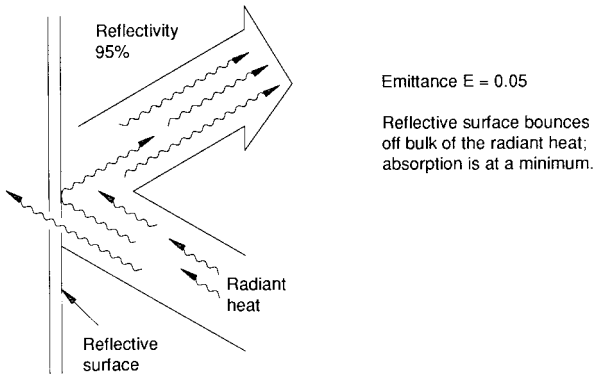 Reflectivity
95%
Emittance E = 0.05
Reflective surface bounces
off bulk of the radiant heat;
absorption is at a minimum.
Radiant
heat
Reflective
surface